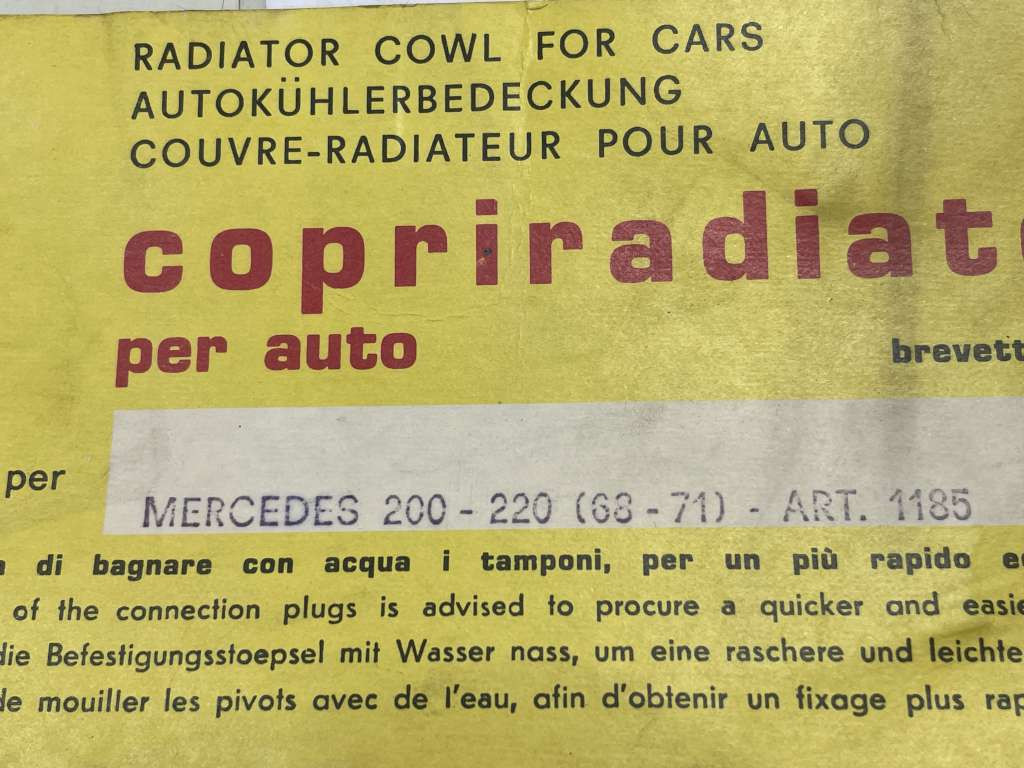 RADIATOR COWL FOR CARS
AUTOKÜHLERBEDECKUNG
COUVRE-RADIATEUR POUR AUTO
copriradiat
per auto
brevett
per
MERCEDES 200 - 220 (68-71) - ART. 1185
di bagnare con acqua i tamponi, per un più rapido
of the connection plugs is advised to procure a quicker and easie
die Befestigungsstoepsel mit Wasser nass, um eine raschere und leichte
de mouiller les pivots avec de l'eau, afin d'obtenir un fixage plus rap